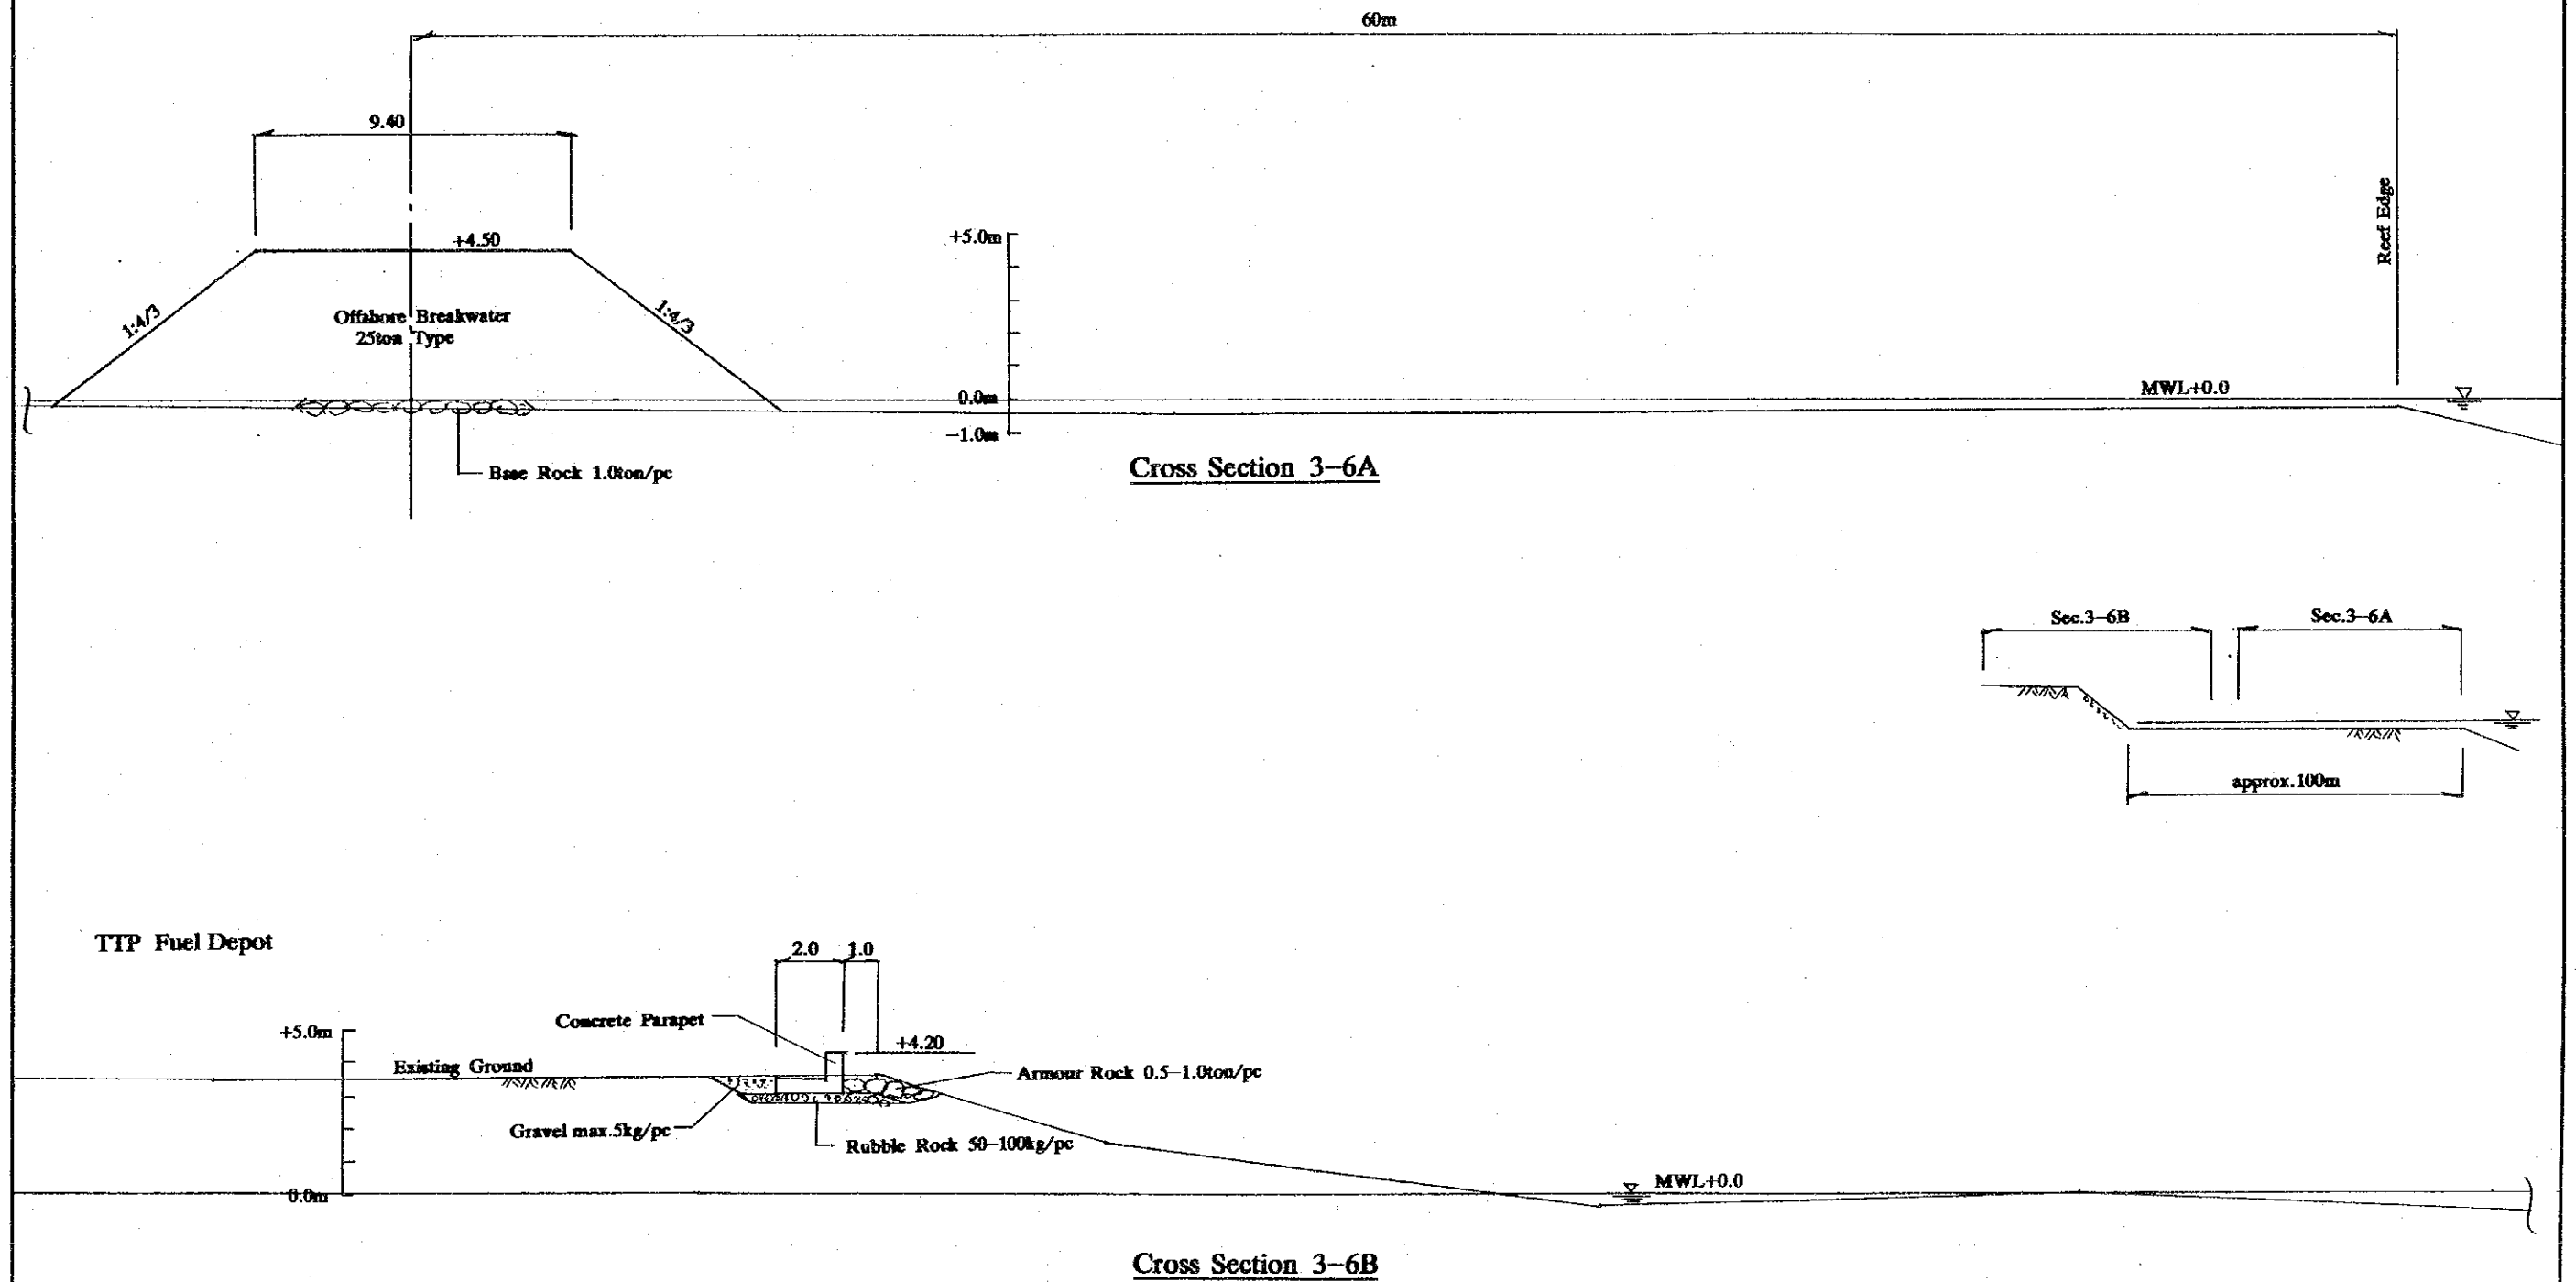 60m
9.40
+4.50
+5.0m
Reef Edge
1:4/3
1:4/3
Offshore Breakwater
25ton Type
MWL+0.0
0.0m
-1.0m
Base Rock 1.0ton/pc
Cross Section 3-6A
Sec.3-6B
Sec.3-6A
approx.100m
TTP Fuel Depot
2.0
1.0
Concrete Parapet
+5.0m
+4.20
Existing Ground
Armour Rock 0.5-1.0ton/pc
Gravel max.5kg/pc
Rubble Rock 50-100kg/pc
MWL+0.0
0.0m
Cross Section 3-6B